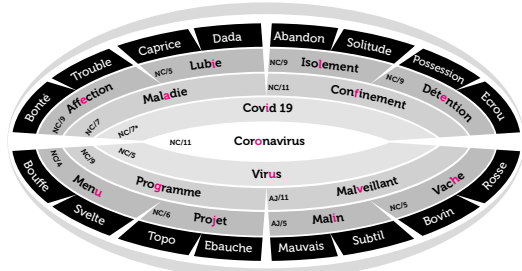 Bonté
Trouble
Caprice
Dada
Abandon
Solitude
Possession
Ecrou
NC/9
Affection
NC/5
Lubie
NC/9
Isolement
NC/9
Détention
NC/7
Maladie
NC/11
Confinement
NC/7*
Covid 19
NC/11
Coronavirus
NC/5
Virus
NC/9
Programme
AJ/11
Malveillant
NC/4
Menu
NC/6
Projet
AJ/5
Malin
NC/5
Vache
Bouffe
Svelte
Topo
Ebauche
Mauvais
Subtil
Bovin
Rosse